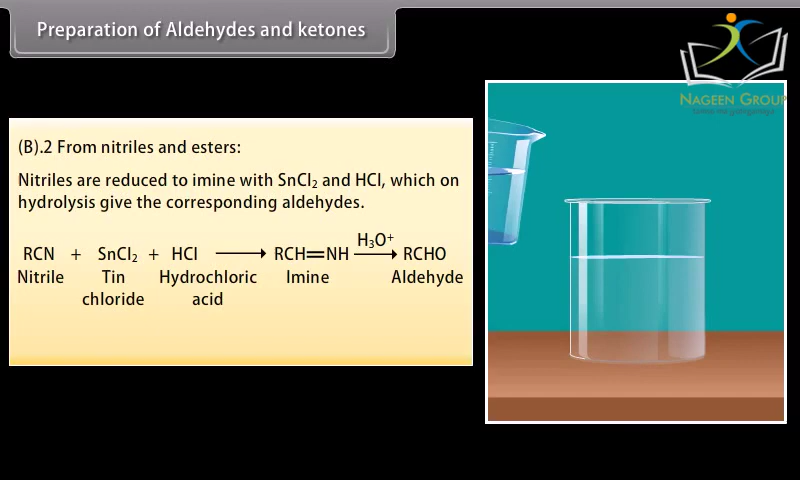 Preparation of Aldehydes and ketones
NAGEEN GROUP
(B).2 From nitriles and esters:
Nitriles are reduced to imine with SnCl₂ and HCl, which on
hydrolysis give the corresponding aldehydes.
RCN + SnCl₂ + HCl ⟶ RCH=NH H₃O⁺⟶ RCHO
Nitrile Tin Hydrochloric Imine Aldehyde
chloride acid